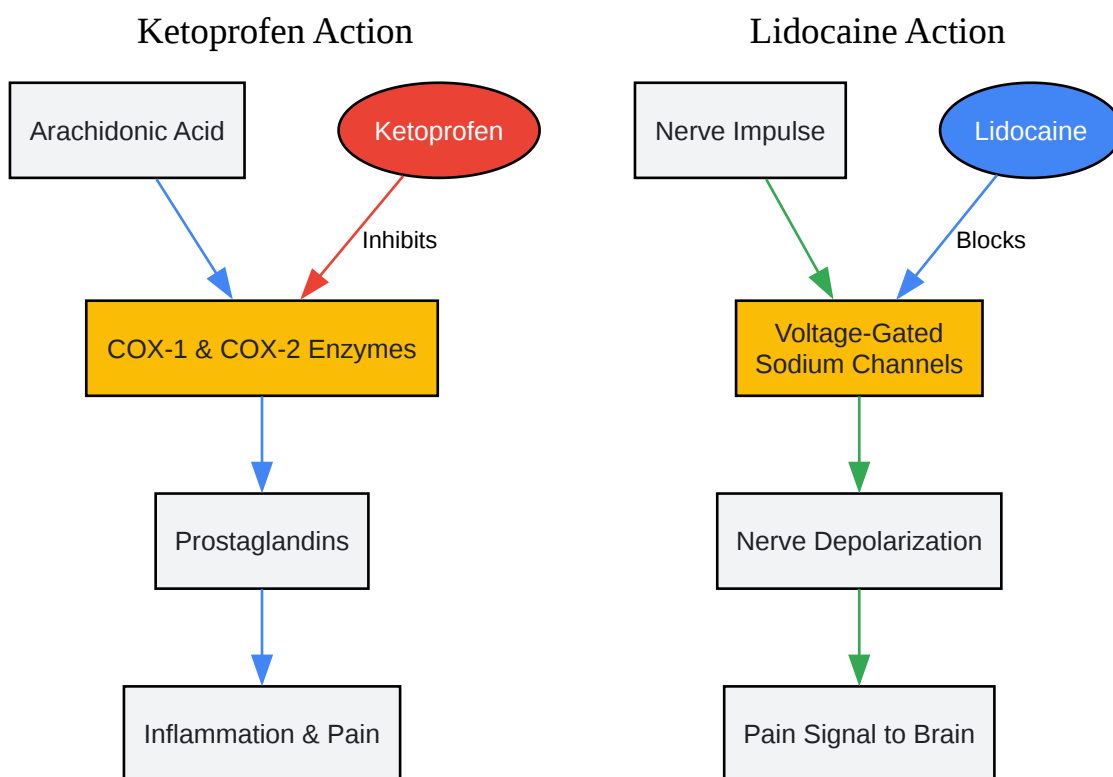 Ketoprofen Action
Arachidonic Acid
Ketoprofen
Inhibits
COX-1 & COX-2 Enzymes
Prostaglandins
Inflammation & Pain
Lidocaine Action
Nerve Impulse
Lidocaine
Blocks
Voltage-Gated
Sodium Channels
Nerve Depolarization
Pain Signal to Brain